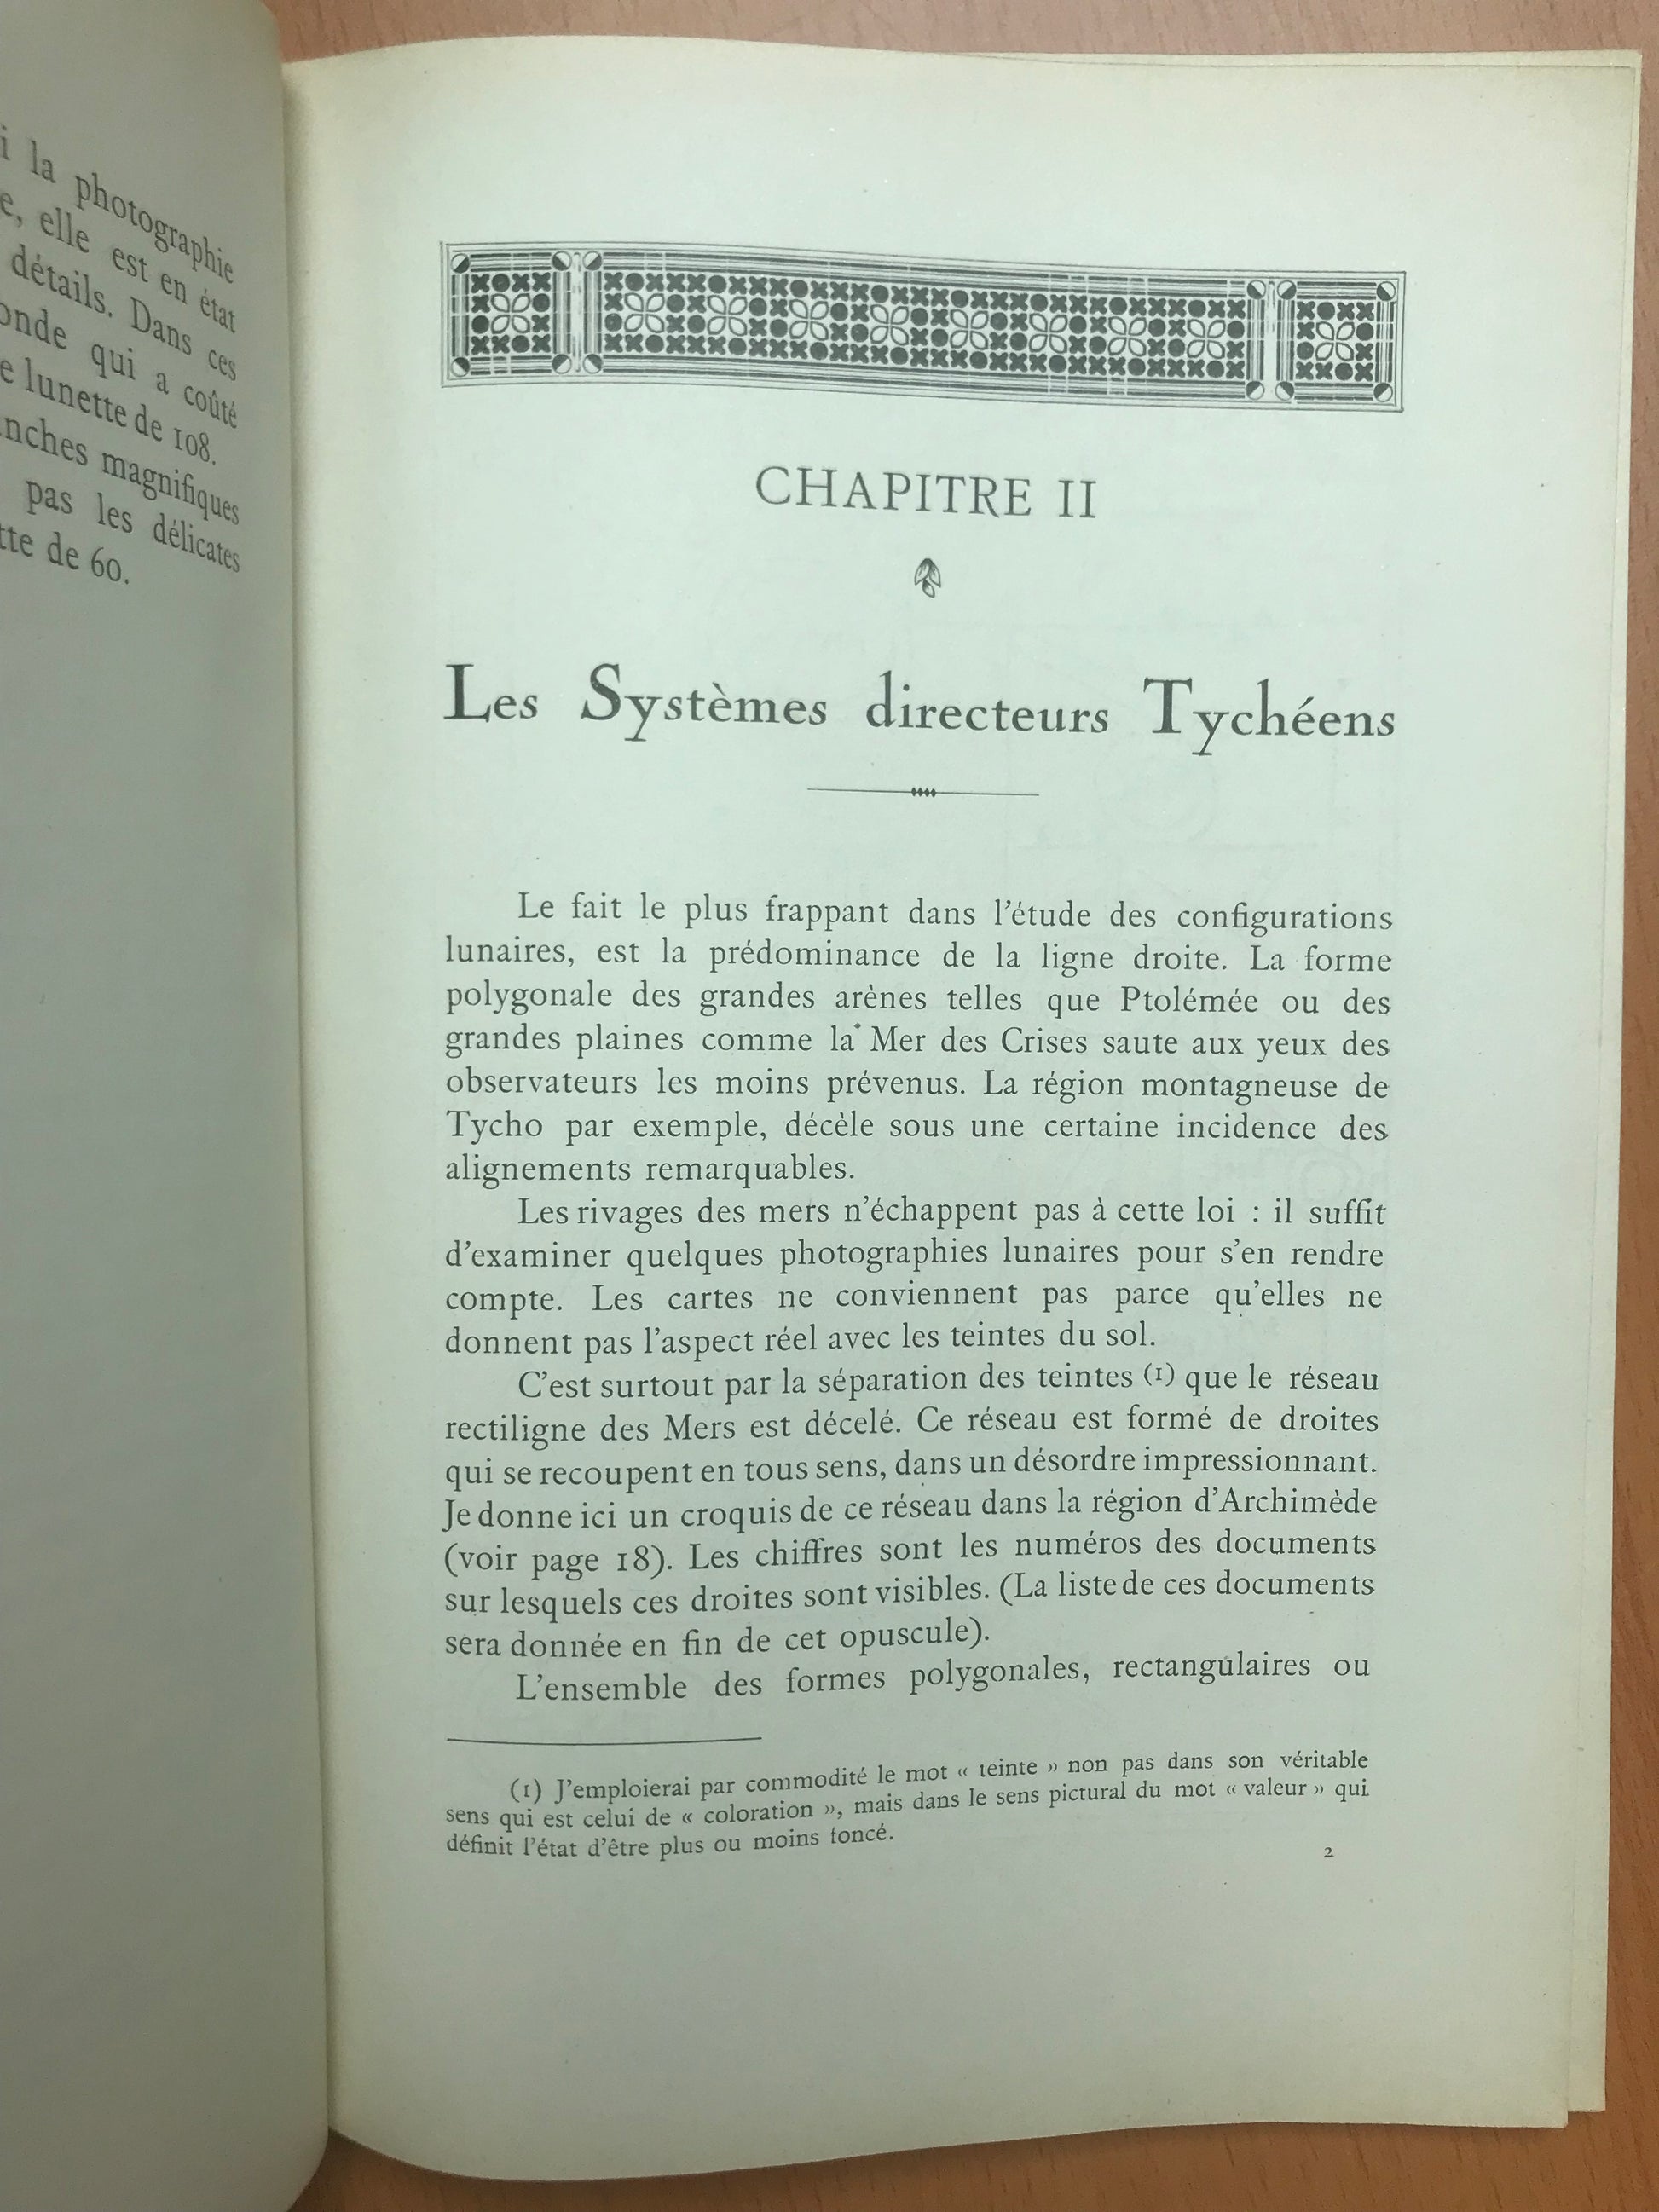 la photographie
elle est en état
détails. Dans ces
qui a coûté
lunette de 108.
magnifiques
pas les délicates
de 60.
CHAPITRE II
Les Systèmes directeurs Tychéens
Le fait le plus frappant dans l'étude des configurations
lunaires, est la prédominance de la ligne droite. La forme
polygonale des grandes arènes telles que Ptolémée ou des
grandes plaines comme la Mer des Crises saute aux yeux des
observateurs les moins prévenus. La région montagneuse de
Tycho par exemple, décèle sous une certaine incidence des
alignements remarquables.
Les rivages des mers n'échappent pas à cette loi : il suffit
d'examiner quelques photographies lunaires pour s'en rendre
compte. Les cartes ne conviennent pas parce qu'elles ne
donnent pas l'aspect réel avec les teintes du sol.
C'est surtout par la séparation des teintes (1) que le réseau
rectiligne des Mers est décelé. Ce réseau est formé de droites
qui se recoupent en tous sens, dans un désordre impressionnant.
Je donne ici un croquis de ce réseau dans la région d'Archimède
(voir page 18). Les chiffres sont les numéros des documents
sur lesquels ces droites sont visibles. (La liste de ces documents
sera donnée en fin de cet opuscule).
L'ensemble des formes polygonales, rectangulaires ou
(1) J'emploierai par commodité le mot « teinte » non pas dans son véritable
sens qui est celui de « coloration », mais dans le sens pictural du mot « valeur » qui
définit l'état d'être plus ou moins foncé.
2